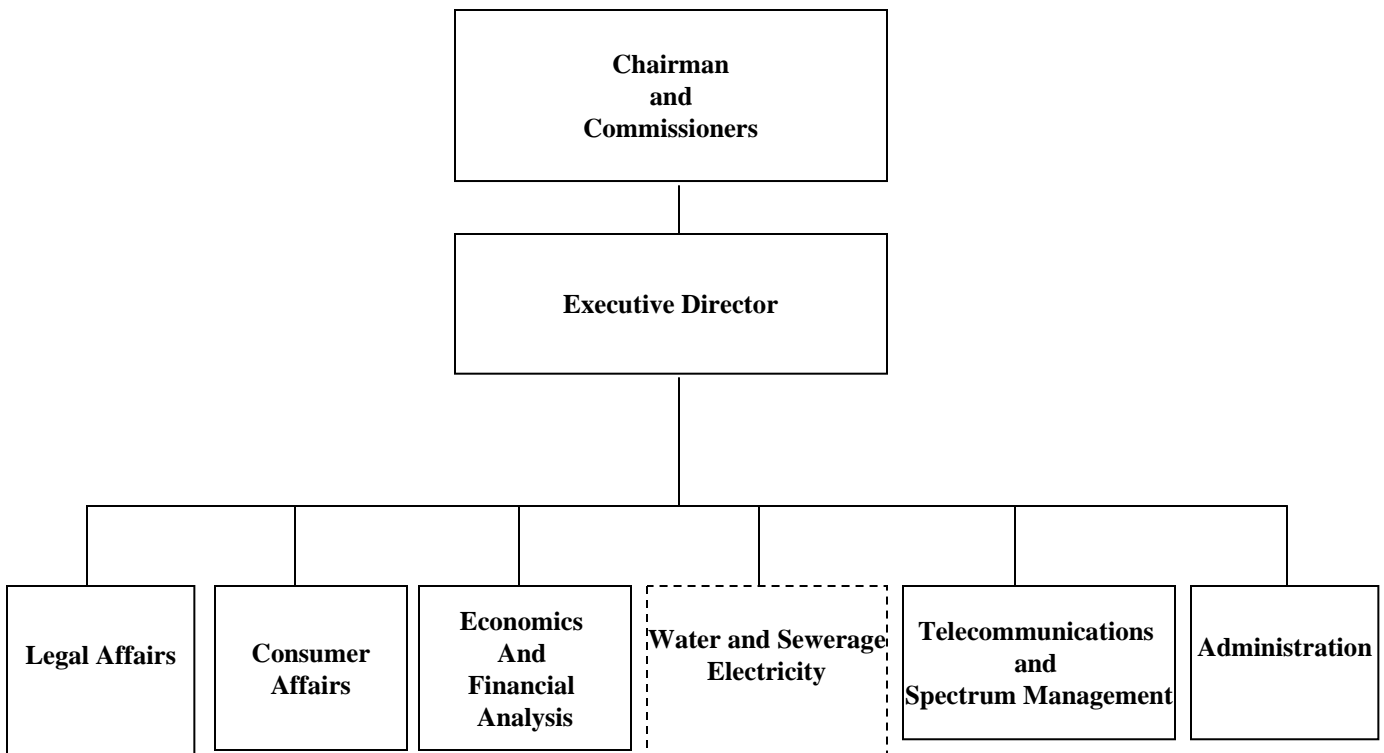 Chairman
and
Commissioners
Executive Director
Legal Affairs
Consumer
Affairs
Economics
And
Financial
Analysis
Water and Sewerage
Electricity
Telecommunications
and
Spectrum Management
Administration